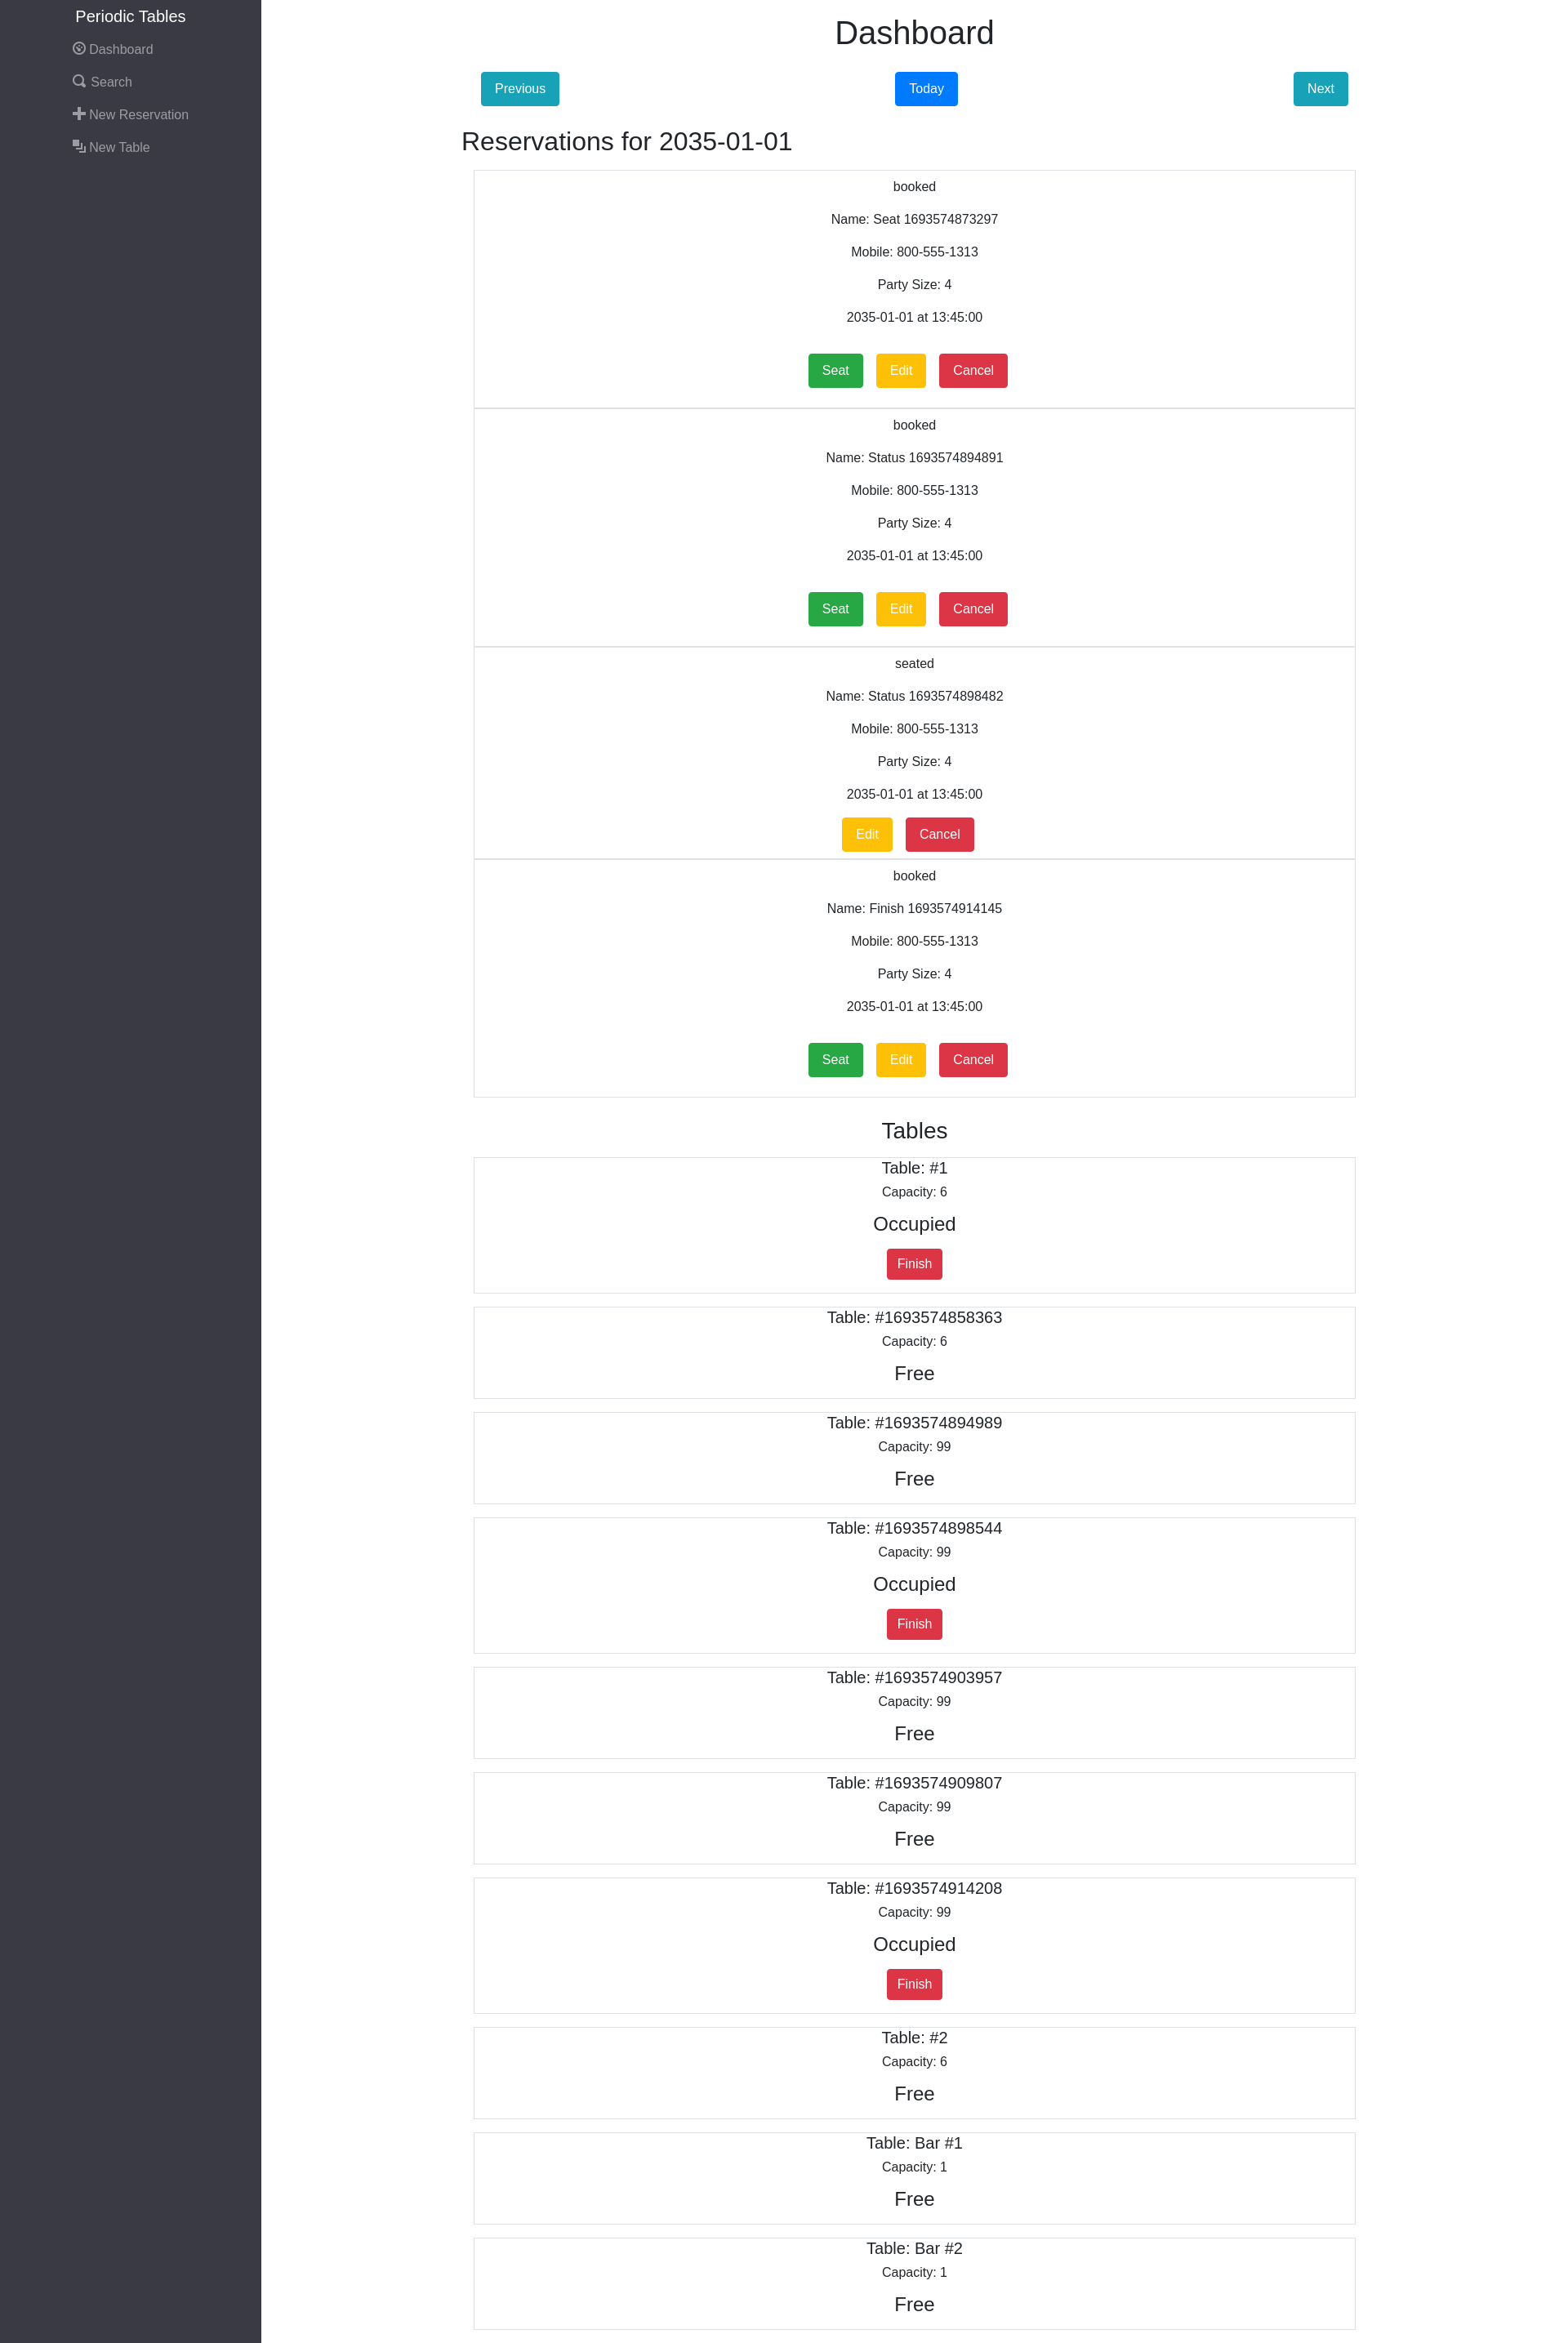 Periodic Tables
Dashboard
Search
New Reservation
New Table
Dashboard
Previous Today Next
Reservations for 2035-01-01
booked
Name: Seat 1693574873297
Mobile: 800-555-1313
Party Size: 4
2035-01-01 at 13:45:00
Seat Edit Cancel
booked
Name: Status 1693574894891
Mobile: 800-555-1313
Party Size: 4
2035-01-01 at 13:45:00
Seat Edit Cancel
seated
Name: Status 1693574898482
Mobile: 800-555-1313
Party Size: 4
2035-01-01 at 13:45:00
Edit Cancel
booked
Name: Finish 1693574914145
Mobile: 800-555-1313
Party Size: 4
2035-01-01 at 13:45:00
Seat Edit Cancel
Tables
Table: #1
Capacity: 6
Occupied
Finish
Table: #1693574858363
Capacity: 6
Free
Table: #1693574894989
Capacity: 99
Free
Table: #1693574898544
Capacity: 99
Occupied
Finish
Table: #1693574903957
Capacity: 99
Free
Table: #1693574909807
Capacity: 99
Free
Table: #1693574914208
Capacity: 99
Occupied
Finish
Table: #2
Capacity: 6
Free
Table: Bar #1
Capacity: 1
Free
Table: Bar #2
Capacity: 1
Free